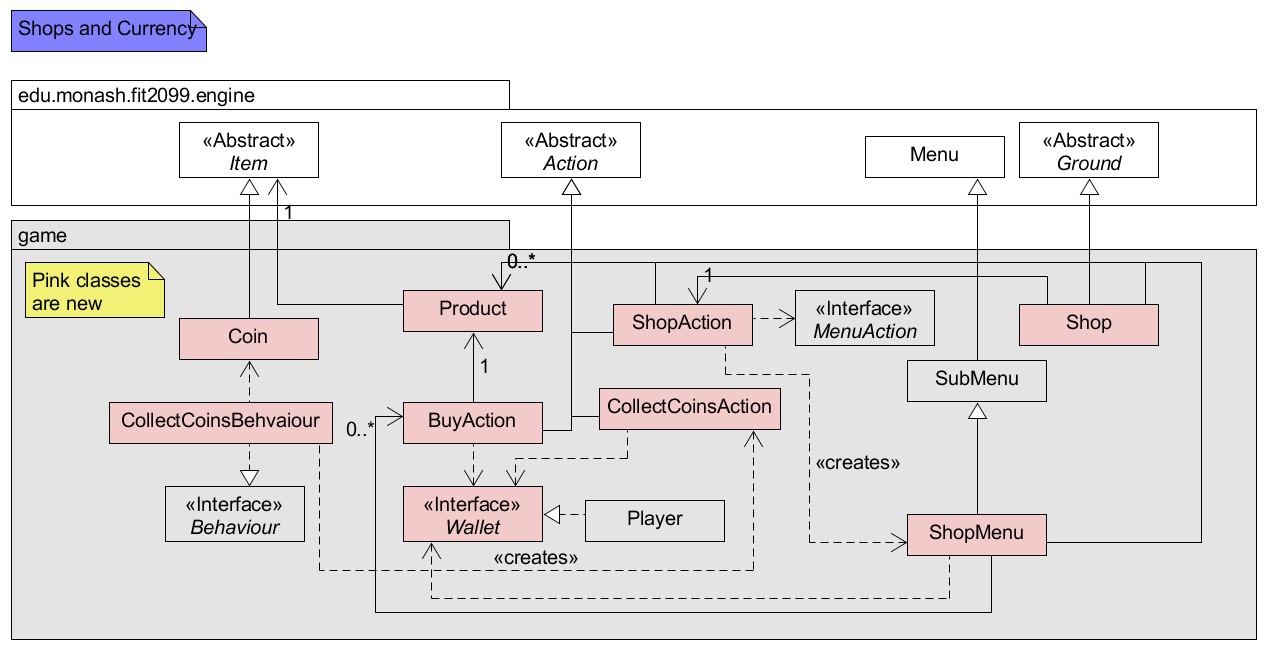 Shops and Currency
edu.monash.fit2099.engine
«Abstract»
Item
«Abstract»
Action
Menu
«Abstract»
Ground
1
game
Pink classes
are new
0..*
1
Product
ShopAction
«Interface»
MenuAction
Shop
Coin
1
SubMenu
CollectCoinsBehvaiour
0..*
BuyAction
CollectCoinsAction
«creates»
«Interface»
Behaviour
«Interface»
Wallet
Player
ShopMenu
«creates»